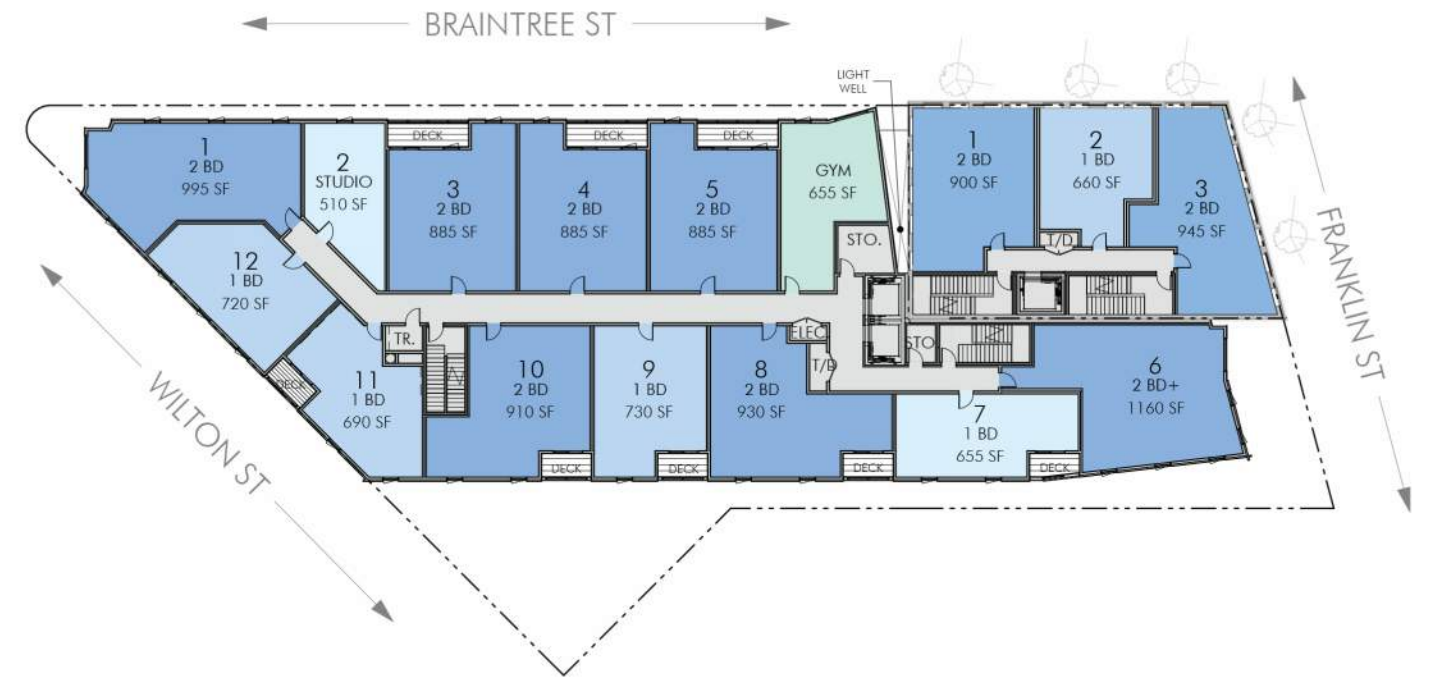 BRAINTREE ST
LIGHT
WELL
1
2 BD
995 SF
2
STUDIO
510 SF
DECK
3
2 BD
885 SF
DECK
4
2 BD
885 SF
DECK
5
2 BD
885 SF
GYM
655 SF
STO.
1
2 BD
900 SF
2
1 BD
660 SF
T/D
3
2 BD
945 SF
FRANKLIN ST
12
1 BD
720 SF
TR.
ELEC
T/D
STO
DECK
11
1 BD
690 SF
10
2 BD
910 SF
DECK
9
1 BD
730 SF
DECK
8
2 BD
930 SF
DECK
7
1 BD
655 SF
DECK
6
2 BD+
1160 SF
WILTON ST